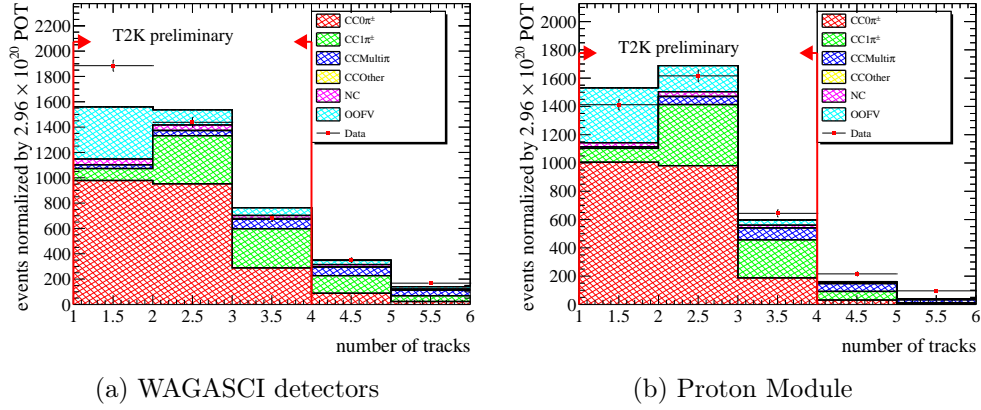 events normalized by 2.96 × 10²⁰ POT
2200
2000
1800
1600
1400
1200
1000
800
600
400
200
0
T2K preliminary
CC0π±
CC1π±
CCMultiπ
CCOther
NC
OOFV
Data
1 1.5 2 2.5 3 3.5 4 4.5 5 5.5 6
number of tracks
(a) WAGASCI detectors
events normalized by 2.96 × 10²⁰ POT
2000
1800
1600
1400
1200
1000
800
600
400
200
0
T2K preliminary
CC0π±
CC1π±
CCMultiπ
CCOther
NC
OOFV
Data
1 1.5 2 2.5 3 3.5 4 4.5 5 5.5 6
number of tracks
(b) Proton Module